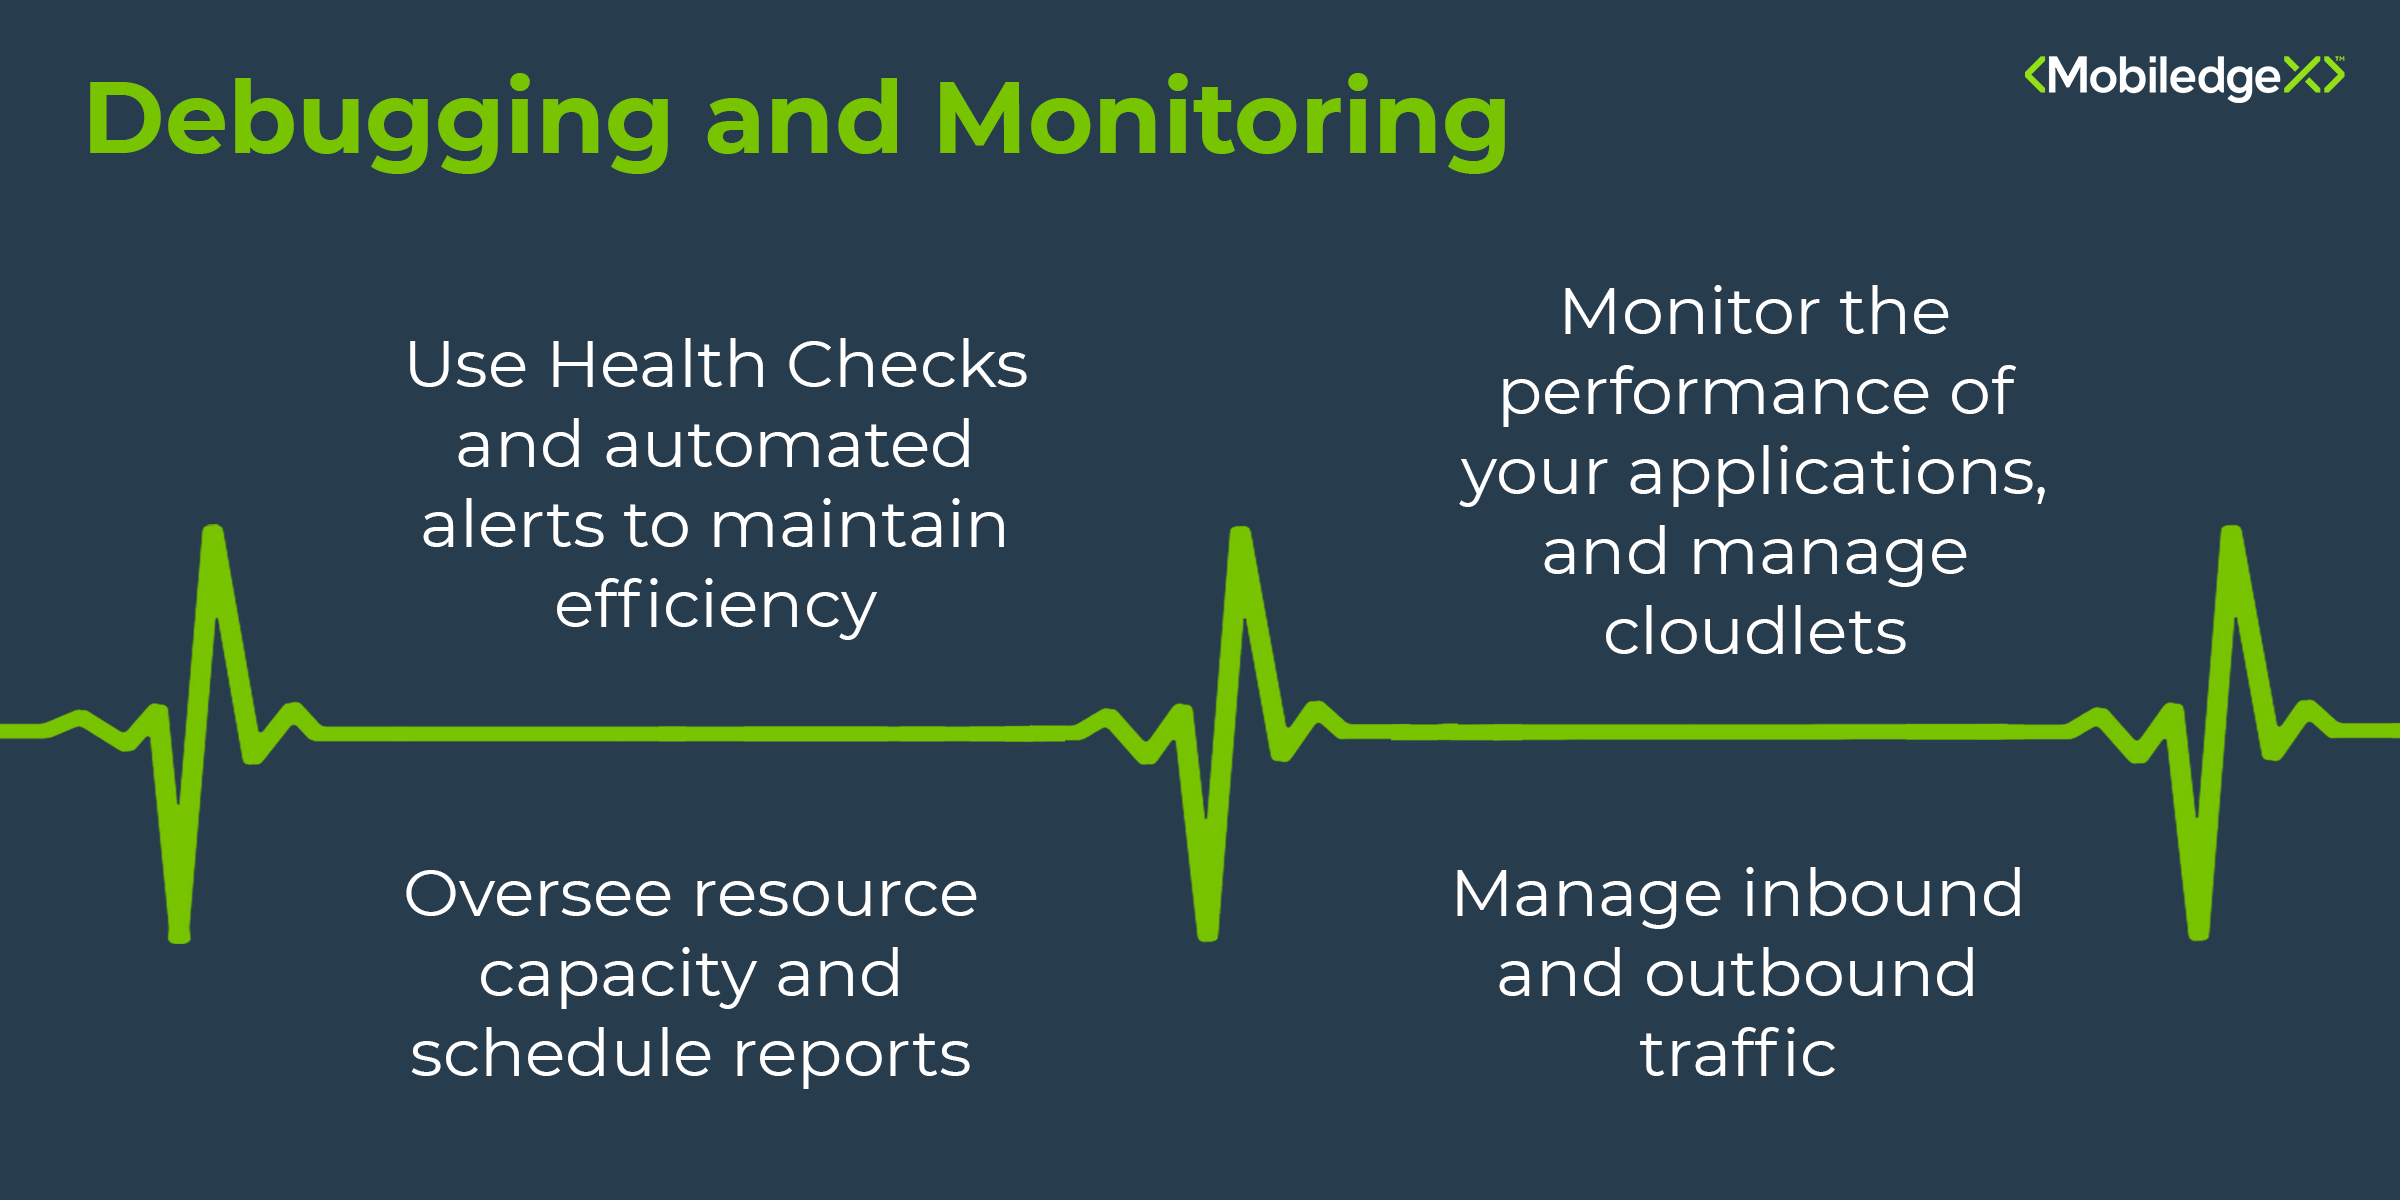 Debugging and Monitoring
<MobiledgeX>™
Use Health Checks
and automated
alerts to maintain
efficiency
Monitor the
performance of
your applications,
and manage
cloudlets
Oversee resource
capacity and
schedule reports
Manage inbound
and outbound
traffic